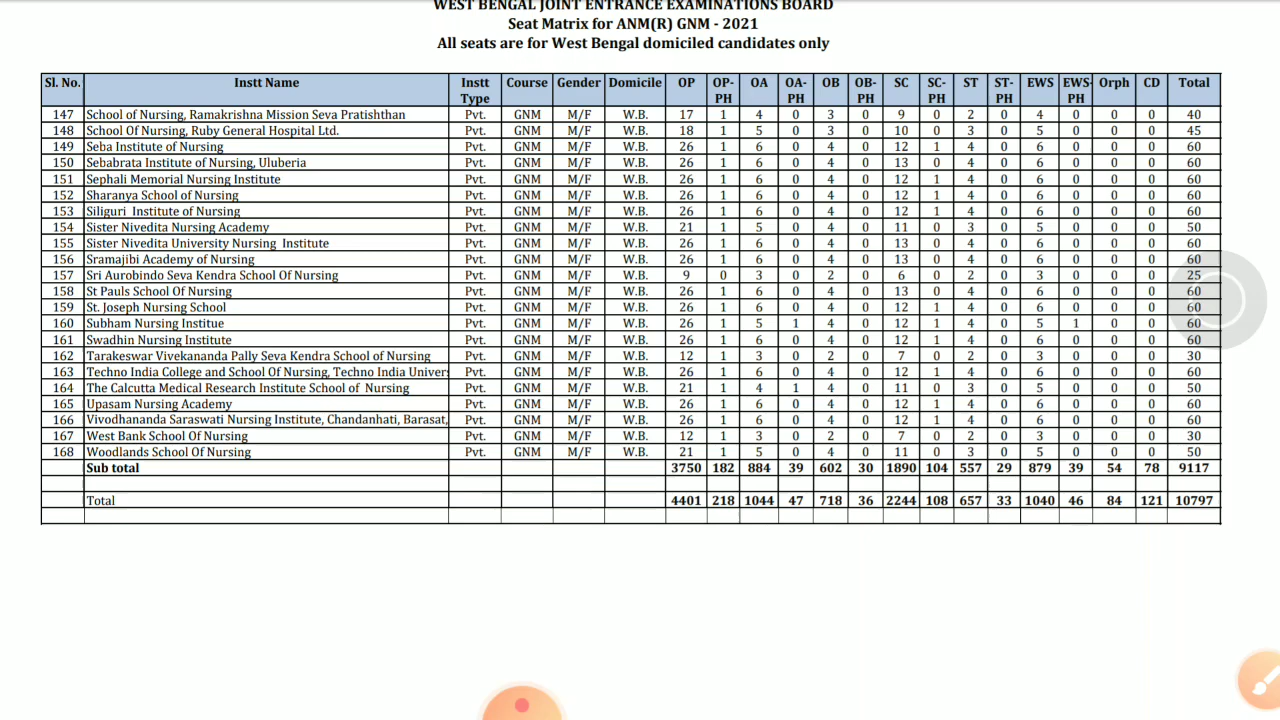 WEST BENGAL JOINT ENTRANCE EXAMINATIONS BOARD
Seat Matrix for ANM(R) GNM - 2021
All seats are for West Bengal domiciled candidates only
Sl. No. Instt Name Instt Type Course Gender Domicile OP OP-PH OA OA-PH OB OB-PH SC SC-PH ST ST-PH EWS EWS-PH Orph CD Total
147 School of Nursing, Ramakrishna Mission Seva Pratishthan Pvt. GNM M/F W.B. 17 1 4 0 3 0 9 0 2 0 4 0 0 0 40
148 School Of Nursing, Ruby General Hospital Ltd. Pvt. GNM M/F W.B. 18 1 5 0 3 0 10 0 3 0 5 0 0 0 45
149 Seba Institute of Nursing Pvt. GNM M/F W.B. 26 1 6 0 4 0 12 1 4 0 6 0 0 0 60
150 Sebabrata Institute of Nursing, Uluberia Pvt. GNM M/F W.B. 26 1 6 0 4 0 13 0 4 0 6 0 0 0 60
151 Sephali Memorial Nursing Institute Pvt. GNM M/F W.B. 26 1 6 0 4 0 12 1 4 0 6 0 0 0 60
152 Sharanya School of Nursing Pvt. GNM M/F W.B. 26 1 6 0 4 0 12 1 4 0 6 0 0 0 60
153 Siliguri Institute of Nursing Pvt. GNM M/F W.B. 26 1 6 0 4 0 12 1 4 0 6 0 0 0 60
154 Sister Nivedita Nursing Academy Pvt. GNM M/F W.B. 21 1 5 0 4 0 11 0 3 0 5 0 0 0 50
155 Sister Nivedita University Nursing Institute Pvt. GNM M/F W.B. 26 1 6 0 4 0 13 0 4 0 6 0 0 0 60
156 Sramajibi Academy of Nursing Pvt. GNM M/F W.B. 26 1 6 0 4 0 13 0 4 0 6 0 0 0 60
157 Sri Aurobindo Seva Kendra School Of Nursing Pvt. GNM M/F W.B. 9 0 3 0 2 0 6 0 2 0 3 0 0 0 25
158 St Pauls School Of Nursing Pvt. GNM M/F W.B. 26 1 6 0 4 0 13 0 4 0 6 0 0 0 60
159 St. Joseph Nursing School Pvt. GNM M/F W.B. 26 1 6 0 4 0 12 1 4 0 6 0 0 0 60
160 Subham Nursing Institue Pvt. GNM M/F W.B. 26 1 5 1 4 0 12 1 4 0 5 1 0 0 60
161 Swadhin Nursing Institute Pvt. GNM M/F W.B. 26 1 6 0 4 0 12 1 4 0 6 0 0 0 60
162 Tarakeswar Vivekananda Pally Seva Kendra School of Nursing Pvt. GNM M/F W.B. 12 1 3 0 2 0 7 0 2 0 3 0 0 0 30
163 Techno India College and School Of Nursing, Techno India Univers Pvt. GNM M/F W.B. 26 1 6 0 4 0 12 1 4 0 6 0 0 0 60
164 The Calcutta Medical Research Institute School of Nursing Pvt. GNM M/F W.B. 21 1 4 1 4 0 11 0 3 0 5 0 0 0 50
165 Upasam Nursing Academy Pvt. GNM M/F W.B. 26 1 6 0 4 0 12 1 4 0 6 0 0 0 60
166 Vivodhananda Saraswati Nursing Institute, Chandanhati, Barasat, Pvt. GNM M/F W.B. 26 1 6 0 4 0 12 1 4 0 6 0 0 0 60
167 West Bank School Of Nursing Pvt. GNM M/F W.B. 12 1 3 0 2 0 7 0 2 0 3 0 0 0 30
168 Woodlands School Of Nursing Pvt. GNM M/F W.B. 21 1 5 0 4 0 11 0 3 0 5 0 0 0 50
Sub total 3750 182 884 39 602 30 1890 104 557 29 879 39 54 78 9117
Total 4401 218 1044 47 718 36 2244 108 657 33 1040 46 84 121 10797